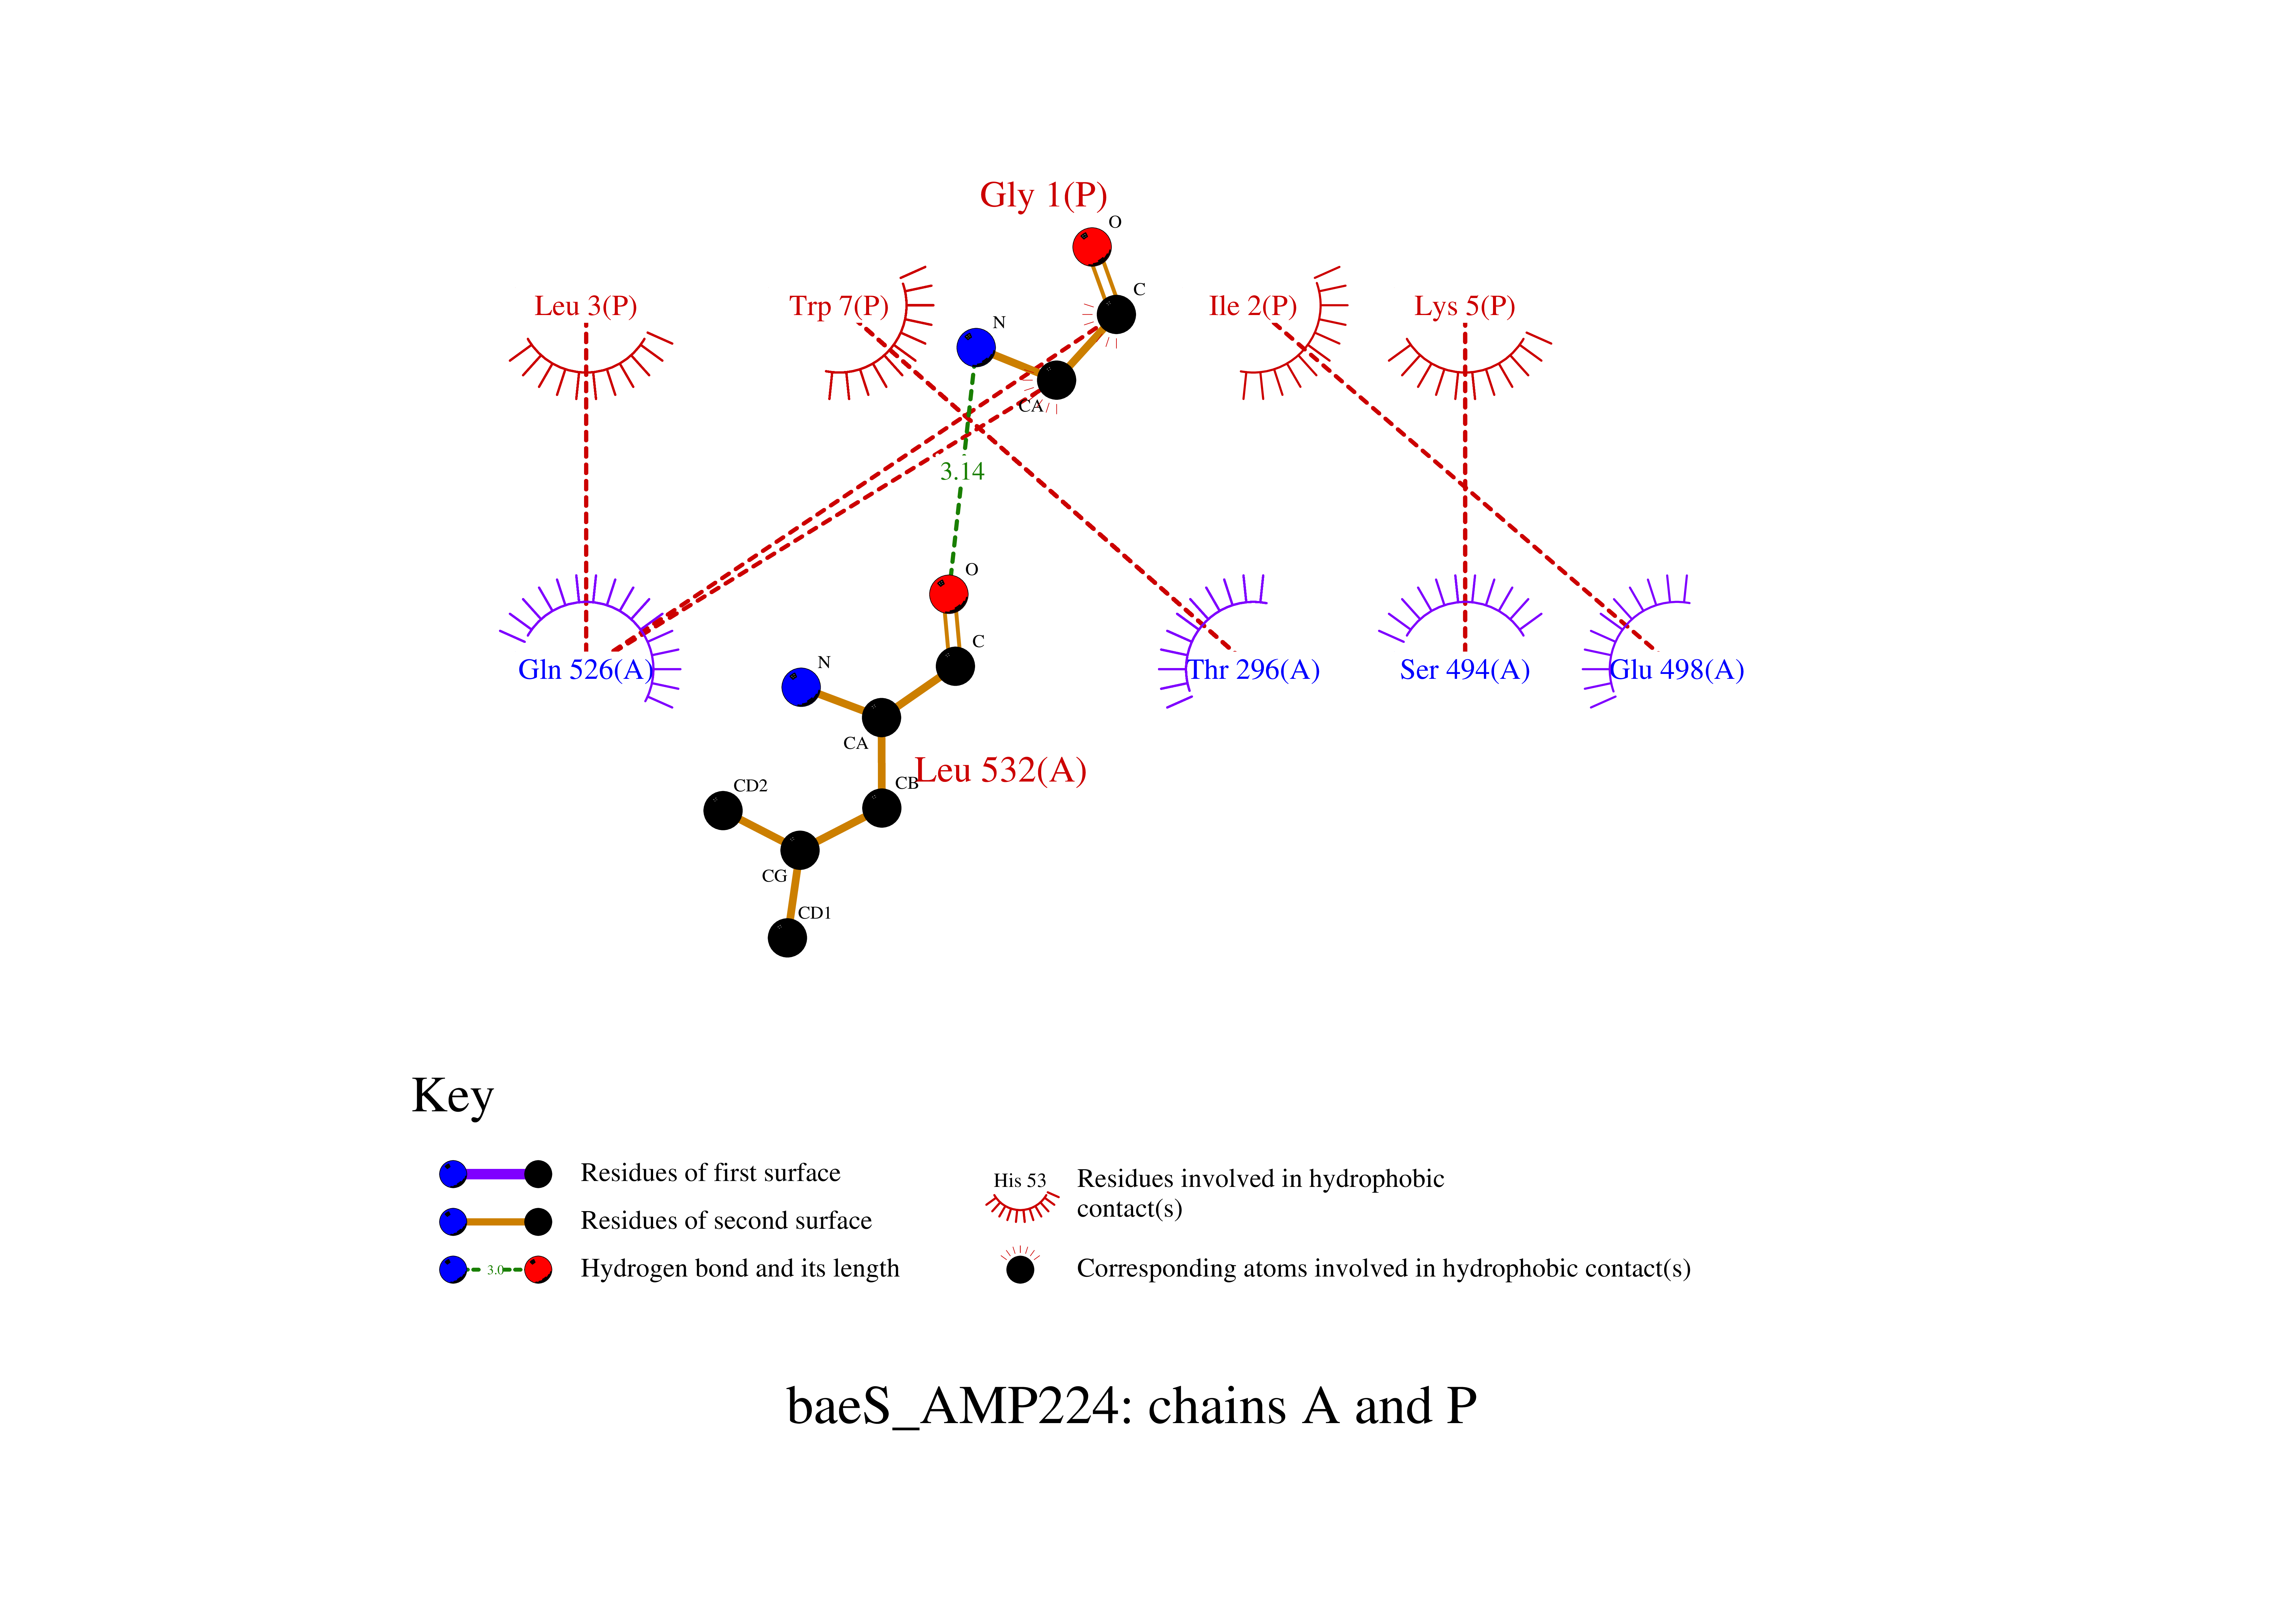 Gly 1(P)
O
C
N
CA
Leu 3(P)
Trp 7(P)
Ile 2(P)
Lys 5(P)
3.14
O
C
N
CA
Gln 526(A)
Thr 296(A)
Ser 494(A)
Glu 498(A)
Leu 532(A)
CB
CD2
CG
CD1
Key
Residues of first surface
Residues of second surface
3.0
Hydrogen bond and its length
His 53
Residues involved in hydrophobic
contact(s)
Corresponding atoms involved in hydrophobic contact(s)
baeS_AMP224: chains A and P